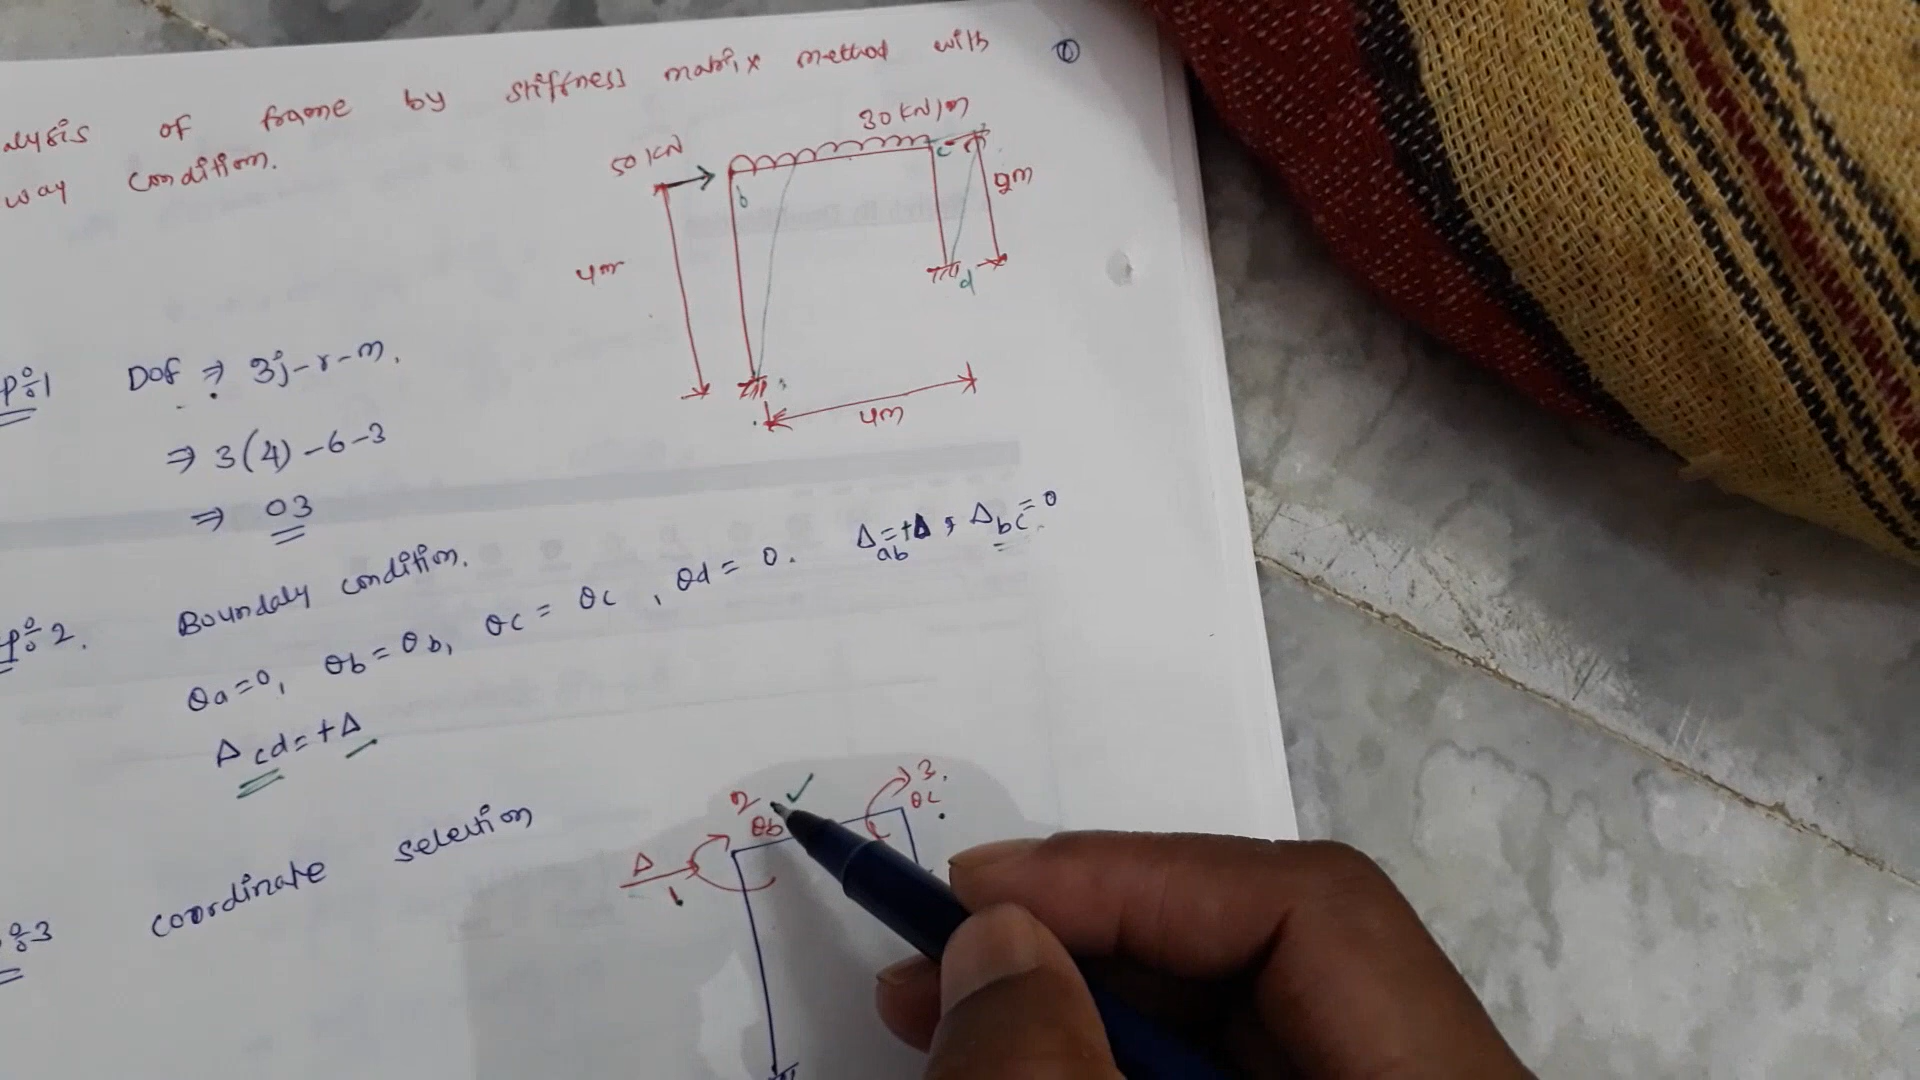 alysis of frame by stiffness matrix method with
way condition.
①
50 KN
30 KN/m
b
c
4m
2m
d
4m
p:1 DOF ⇒ 3j-r-m.
⇒ 3(4)-6-3
⇒ 03
p:2. Boundary condition.
θa=0, θb=θb, θc=θc, θd=0. Δab=+Δ, Δbc=0
Δcd=+Δ
:3 coordinate selection
2
θb
3.
θc
Δ
1